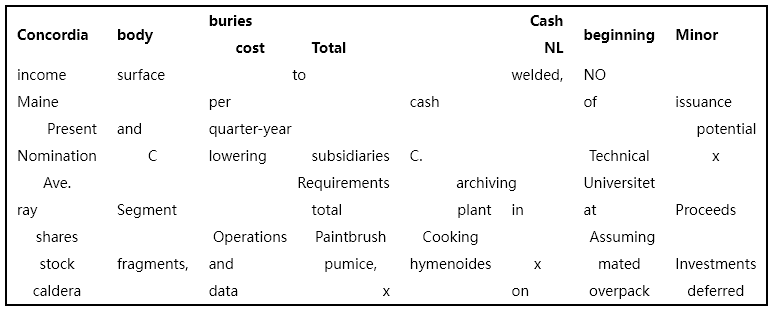 buries Cash
Concordia body beginning Minor
cost Total NL
income surface to welded, NO
Maine per cash of issuance
Present and quarter-year potential
Nomination C lowering subsidiaries C. Technical x
Ave. Requirements archiving Universitet
ray Segment total plant in at Proceeds
shares Operations Paintbrush Cooking Assuming
stock fragments, and pumice, hymenoides x mated Investments
caldera data x on overpack deferred